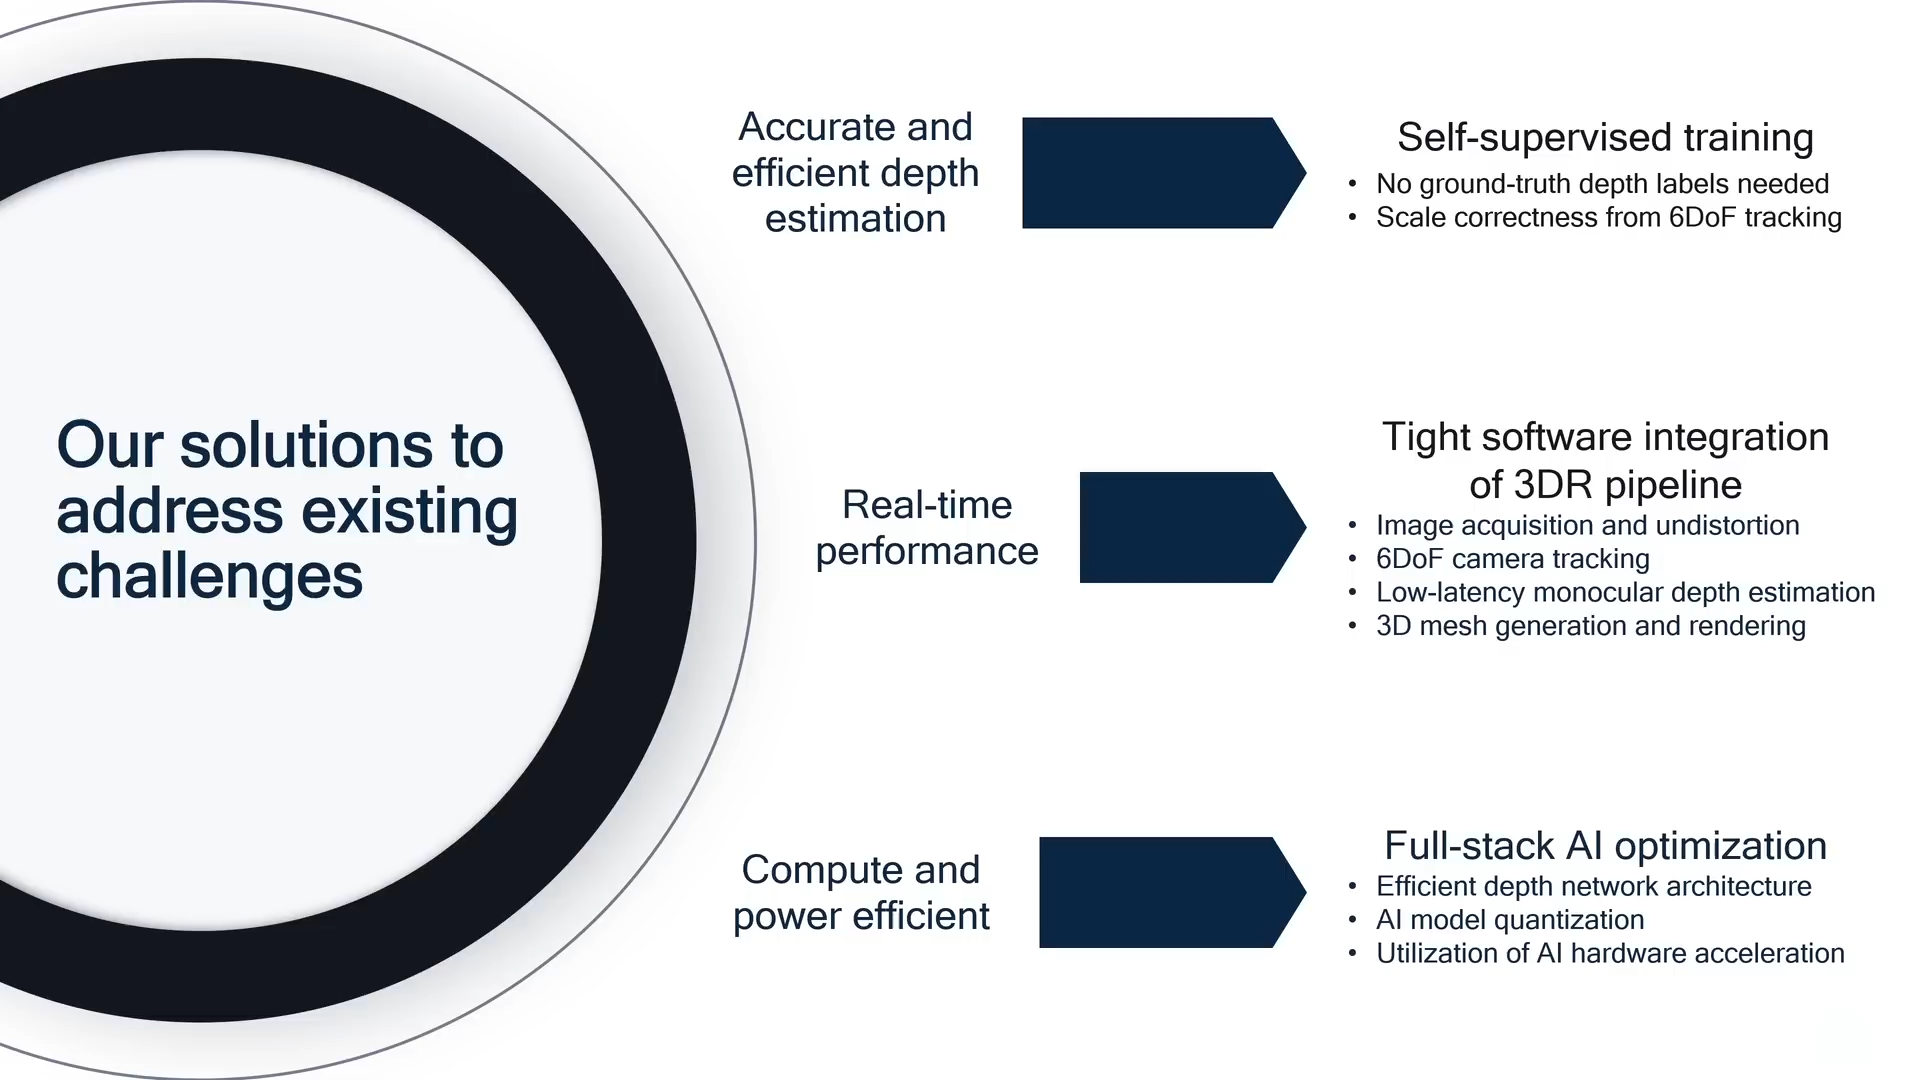 Our solutions to
address existing
challenges
Accurate and
efficient depth
estimation
Self-supervised training
• No ground-truth depth labels needed
• Scale correctness from 6DoF tracking
Real-time
performance
Tight software integration
of 3DR pipeline
• Image acquisition and undistortion
• 6DoF camera tracking
• Low-latency monocular depth estimation
• 3D mesh generation and rendering
Compute and
power efficient
Full-stack AI optimization
• Efficient depth network architecture
• AI model quantization
• Utilization of AI hardware acceleration